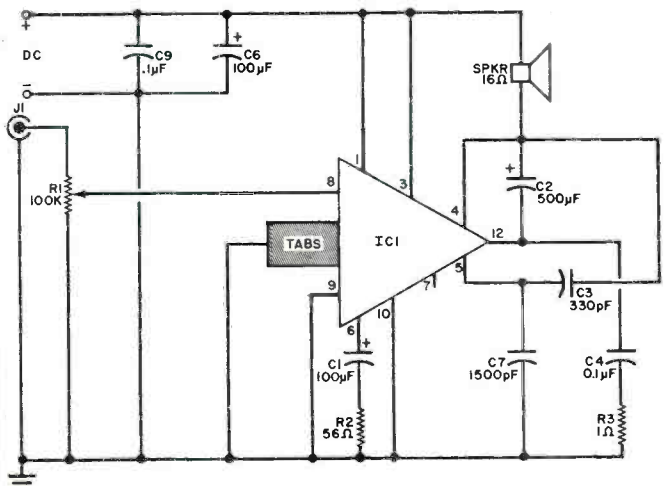 +
DC
C9
.1µF
+
C6
100µF
SPKR
16Ω
–
J1
R1
100K
1
8
3
4
+
C2
500µF
TABS
IC1
12
5
9
7
10
C3
330pF
6
+
C1
100µF
C7
1500pF
C4
0.1µF
R2
56Ω
R3
1Ω